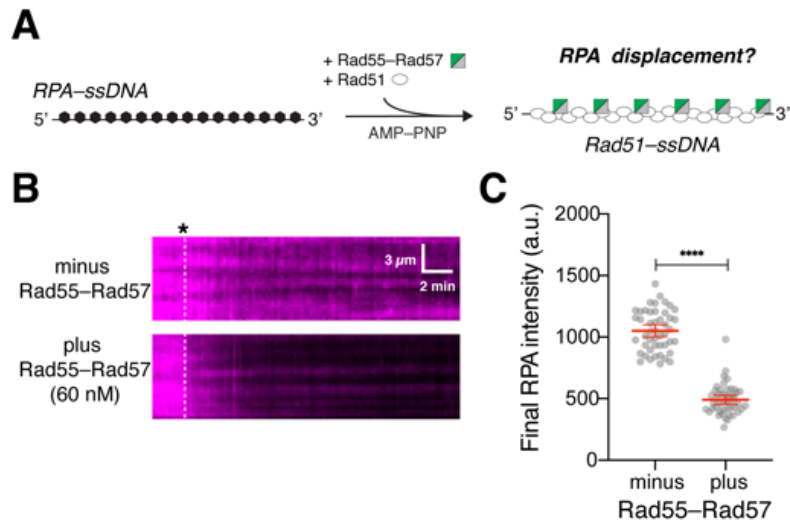 A
+ Rad55–Rad57
+ Rad51
RPA displacement?
RPA–ssDNA
5’
3’
AMP–PNP
5’
3’
Rad51–ssDNA
B
*
minus
Rad55–Rad57
3 µm
2 min
plus
Rad55–Rad57
(60 nM)
C
Final RPA intensity (a.u.)
2000
1500
1000
500
0
****
minus
plus
Rad55–Rad57